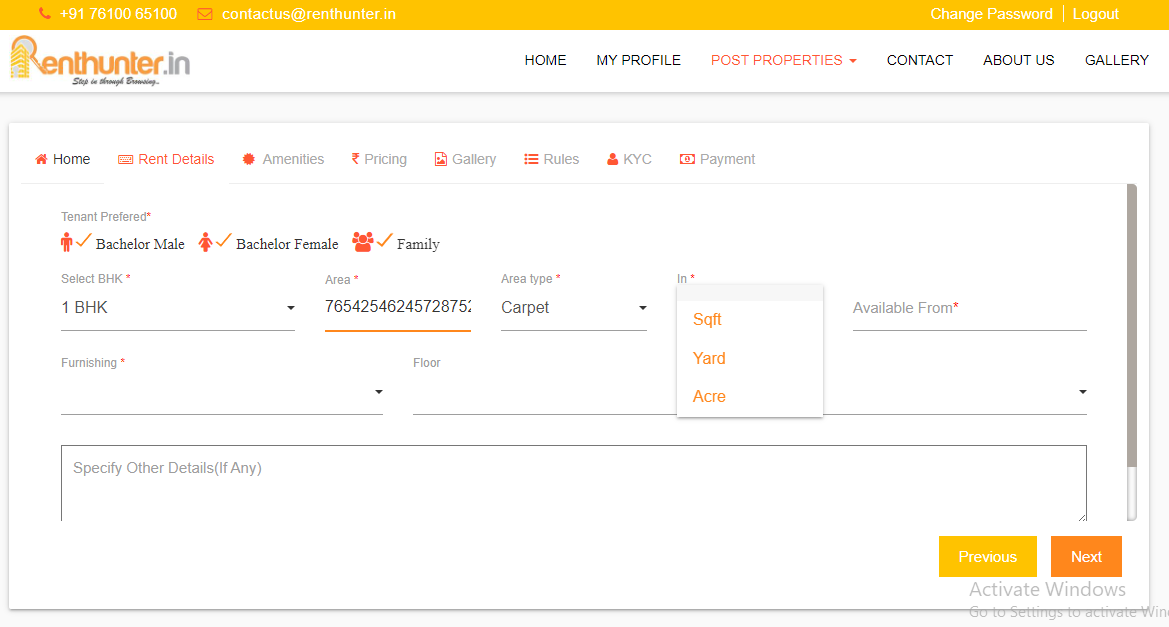 +91 76100 65100 contactus@renthunter.in Change Password Logout
Renthunter.in
Step in through Browsing..
HOME MY PROFILE POST PROPERTIES CONTACT ABOUT US GALLERY
Home Rent Details Amenities ₹ Pricing Gallery Rules KYC Payment
Tenant Prefered*
Bachelor Male Bachelor Female Family
Select BHK * Area * Area type * In *
1 BHK 76542546245728752 Carpet Available From*
Sqft
Yard
Acre
Furnishing * Floor
Specify Other Details(If Any)
Previous Next
Activate Windows
Go to Settings to activate Win